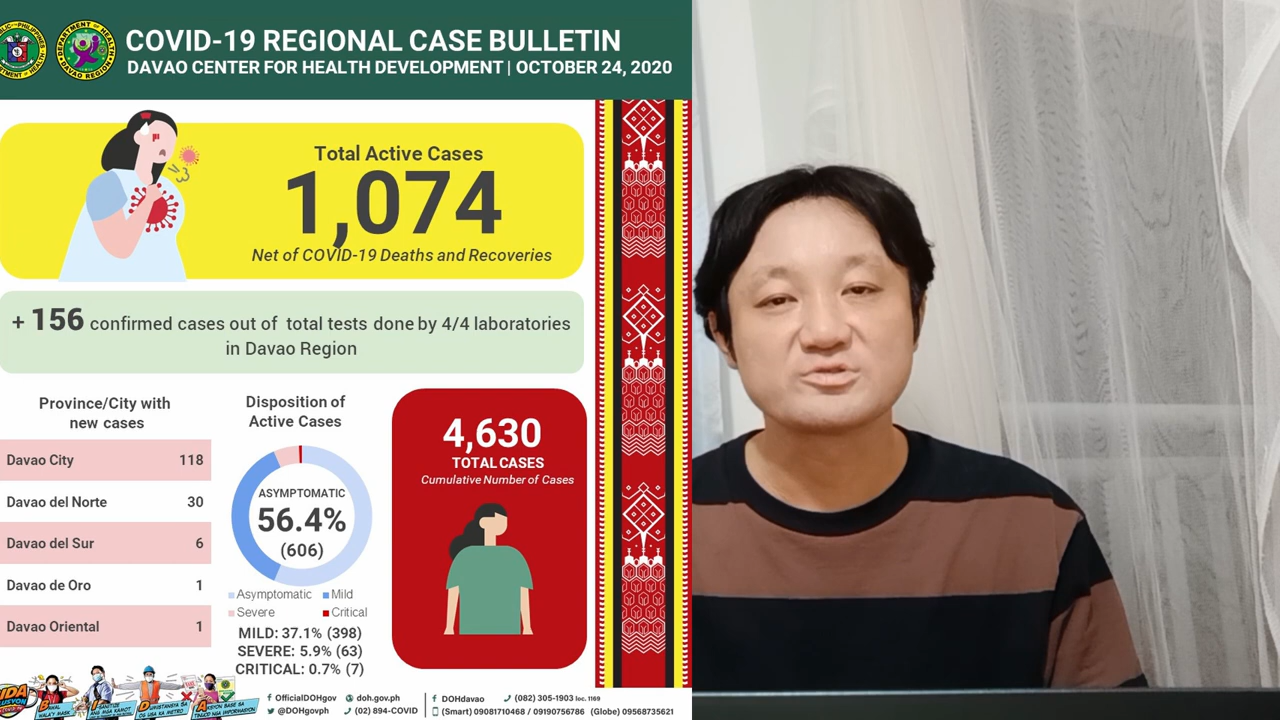 COVID-19 REGIONAL CASE BULLETIN
DAVAO CENTER FOR HEALTH DEVELOPMENT | OCTOBER 24, 2020
Total Active Cases
1,074
Net of COVID-19 Deaths and Recoveries
+ 156 confirmed cases out of total tests done by 4/4 laboratories
in Davao Region
Province/City with
new cases
Davao City 118
Davao del Norte 30
Davao del Sur 6
Davao de Oro 1
Davao Oriental 1
Disposition of
Active Cases
ASYMPTOMATIC
56.4%
(606)
Asymptomatic Mild
Severe Critical
MILD: 37.1% (398)
SEVERE: 5.9% (63)
CRITICAL: 0.7% (7)
4,630
TOTAL CASES
Cumulative Number of Cases
OfficialDOHgov doh.gov.ph
@DOHgovph (02) 894-COVID
DOHdavao (082) 305-1903 loc. 1169
(Smart) 09081710468 / 09190756786 (Globe) 09568735621